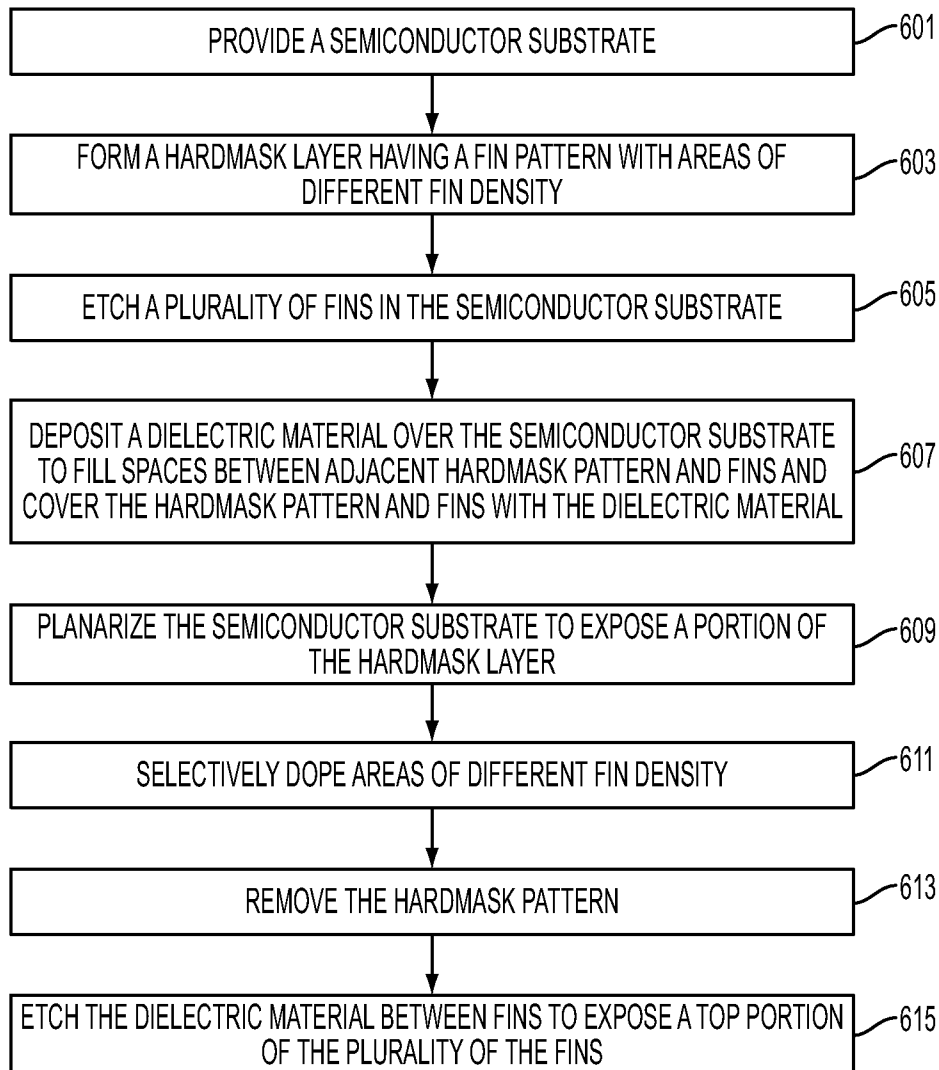 PROVIDE A SEMICONDUCTOR SUBSTRATE
601
FORM A HARDMASK LAYER HAVING A FIN PATTERN WITH AREAS OF
DIFFERENT FIN DENSITY
603
ETCH A PLURALITY OF FINS IN THE SEMICONDUCTOR SUBSTRATE
605
DEPOSIT A DIELECTRIC MATERIAL OVER THE SEMICONDUCTOR SUBSTRATE
TO FILL SPACES BETWEEN ADJACENT HARDMASK PATTERN AND FINS AND
COVER THE HARDMASK PATTERN AND FINS WITH THE DIELECTRIC MATERIAL
607
PLANARIZE THE SEMICONDUCTOR SUBSTRATE TO EXPOSE A PORTION OF
THE HARDMASK LAYER
609
SELECTIVELY DOPE AREAS OF DIFFERENT FIN DENSITY
611
REMOVE THE HARDMASK PATTERN
613
ETCH THE DIELECTRIC MATERIAL BETWEEN FINS TO EXPOSE A TOP PORTION
OF THE PLURALITY OF THE FINS
615